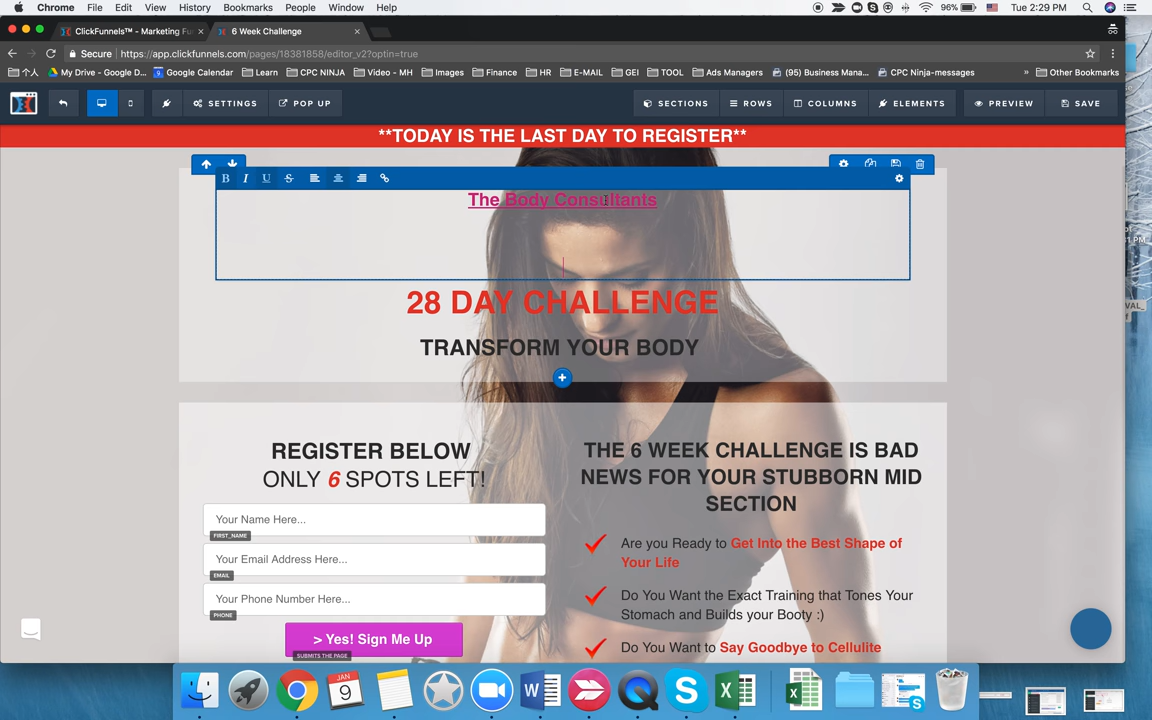 Chrome File Edit View History Bookmarks People Window Help
96% Tue 2:29 PM
ClickFunnels™ - Marketing Fu 6 Week Challenge
Secure https://app.clickfunnels.com/pages/18381858/editor_v2?optin=true
个人 My Drive - Google D... Google Calendar Learn CPC NINJA Video - MH Images Finance HR E-MAIL GEI TOOL Ads Managers (95) Business Mana... CPC Ninja-messages » Other Bookmarks
SETTINGS POP UP SECTIONS ROWS COLUMNS ELEMENTS PREVIEW SAVE
**TODAY IS THE LAST DAY TO REGISTER**
B I U S
The Body Consultants
28 DAY CHALLENGE
TRANSFORM YOUR BODY
REGISTER BELOW
ONLY 6 SPOTS LEFT!
Your Name Here...
FIRST_NAME
Your Email Address Here...
EMAIL
Your Phone Number Here...
PHONE
> Yes! Sign Me Up
SUBMITS THE PAGE
THE 6 WEEK CHALLENGE IS BAD
NEWS FOR YOUR STUBBORN MID
SECTION
Are you Ready to Get Into the Best Shape of
Your Life
Do You Want the Exact Training that Tones Your
Stomach and Builds your Booty :)
Do You Want to Say Goodbye to Cellulite
JAN
9